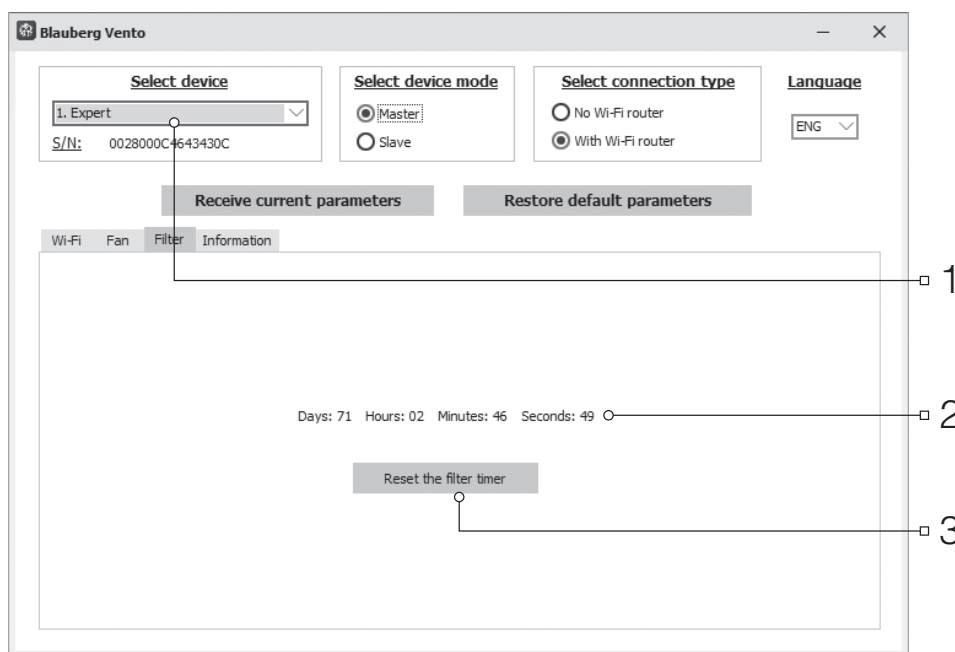 Blauberg Vento
Select device
1. Expert
S/N: 0028000C4643430C
Select device mode
Master
Slave
Select connection type
No Wi-Fi router
With Wi-Fi router
Language
ENG
Receive current parameters Restore default parameters
Wi-Fi Fan Filter Information
1
Days: 71 Hours: 02 Minutes: 46 Seconds: 49
2
Reset the filter timer
3